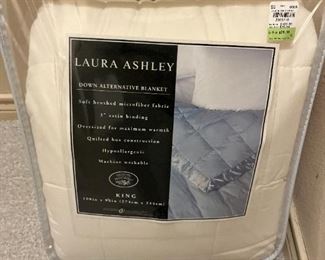 LAURA ASHLEY
DOWN ALTERNATIVE BLANKET
Soft brushed microfiber fabric
3" satin binding
Oversized for maximum warmth
Quilted box construction
Hypoallergenic
Machine washable
KING